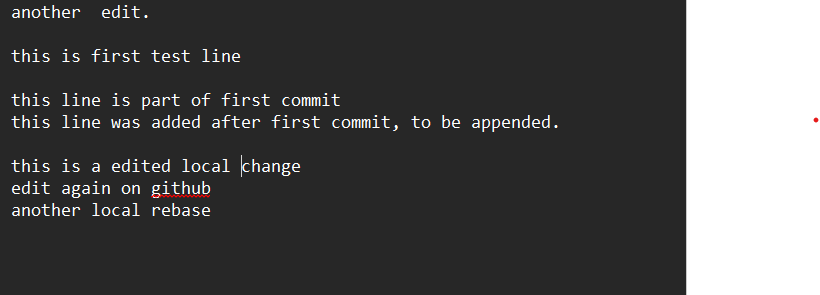 another  edit.
this is first test line
this line is part of first commit
this line was added after first commit, to be appended.
this is a edited local change
edit again on github
another local rebase